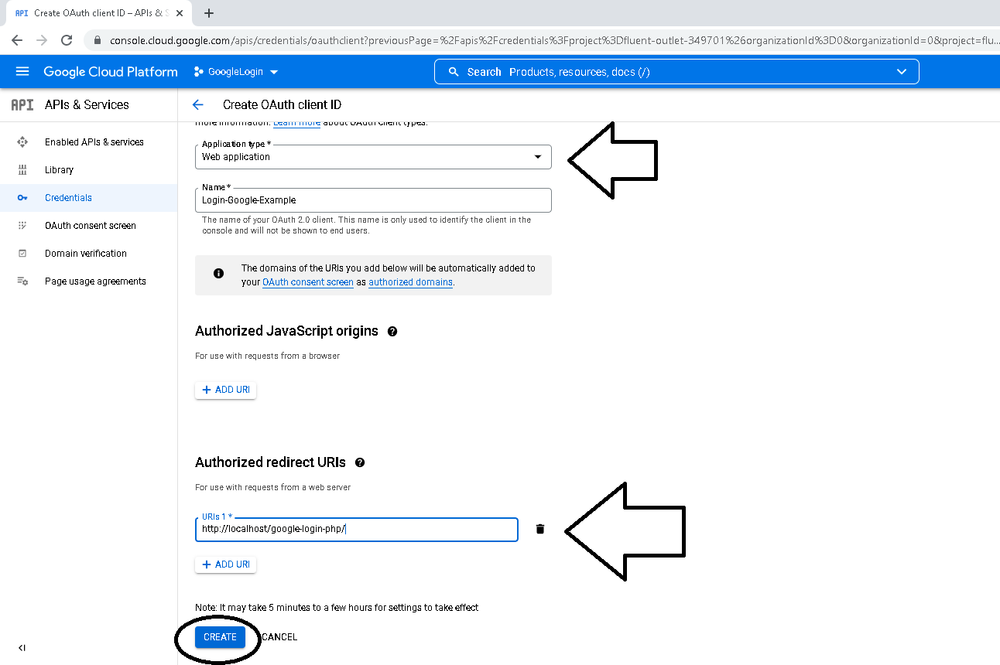 API Create OAuth client ID – APIs & S
console.cloud.google.com/apis/credentials/oauthclient?previousPage=%2Fapis%2Fcredentials%3Fproject%3Dfluent-outlet-349701%26organizationId%3D0&organizationId=0&project=flu...
Google Cloud Platform GoogleLogin Search Products, resources, docs (/)
API APIs & Services
Create OAuth client ID
more information. Learn more about OAuth client types.
Enabled APIs & services
Library
Credentials
OAuth consent screen
Domain verification
Page usage agreements
Application type *
Web application
Name *
Login-Google-Example
The name of your OAuth 2.0 client. This name is only used to identify the client in the
console and will not be shown to end users.
The domains of the URIs you add below will be automatically added to
your OAuth consent screen as authorized domains.
Authorized JavaScript origins
For use with requests from a browser
+ ADD URI
Authorized redirect URIs
For use with requests from a web server
URIs 1 *
http://localhost/google-login-php/
+ ADD URI
Note: It may take 5 minutes to a few hours for settings to take effect
CREATE CANCEL